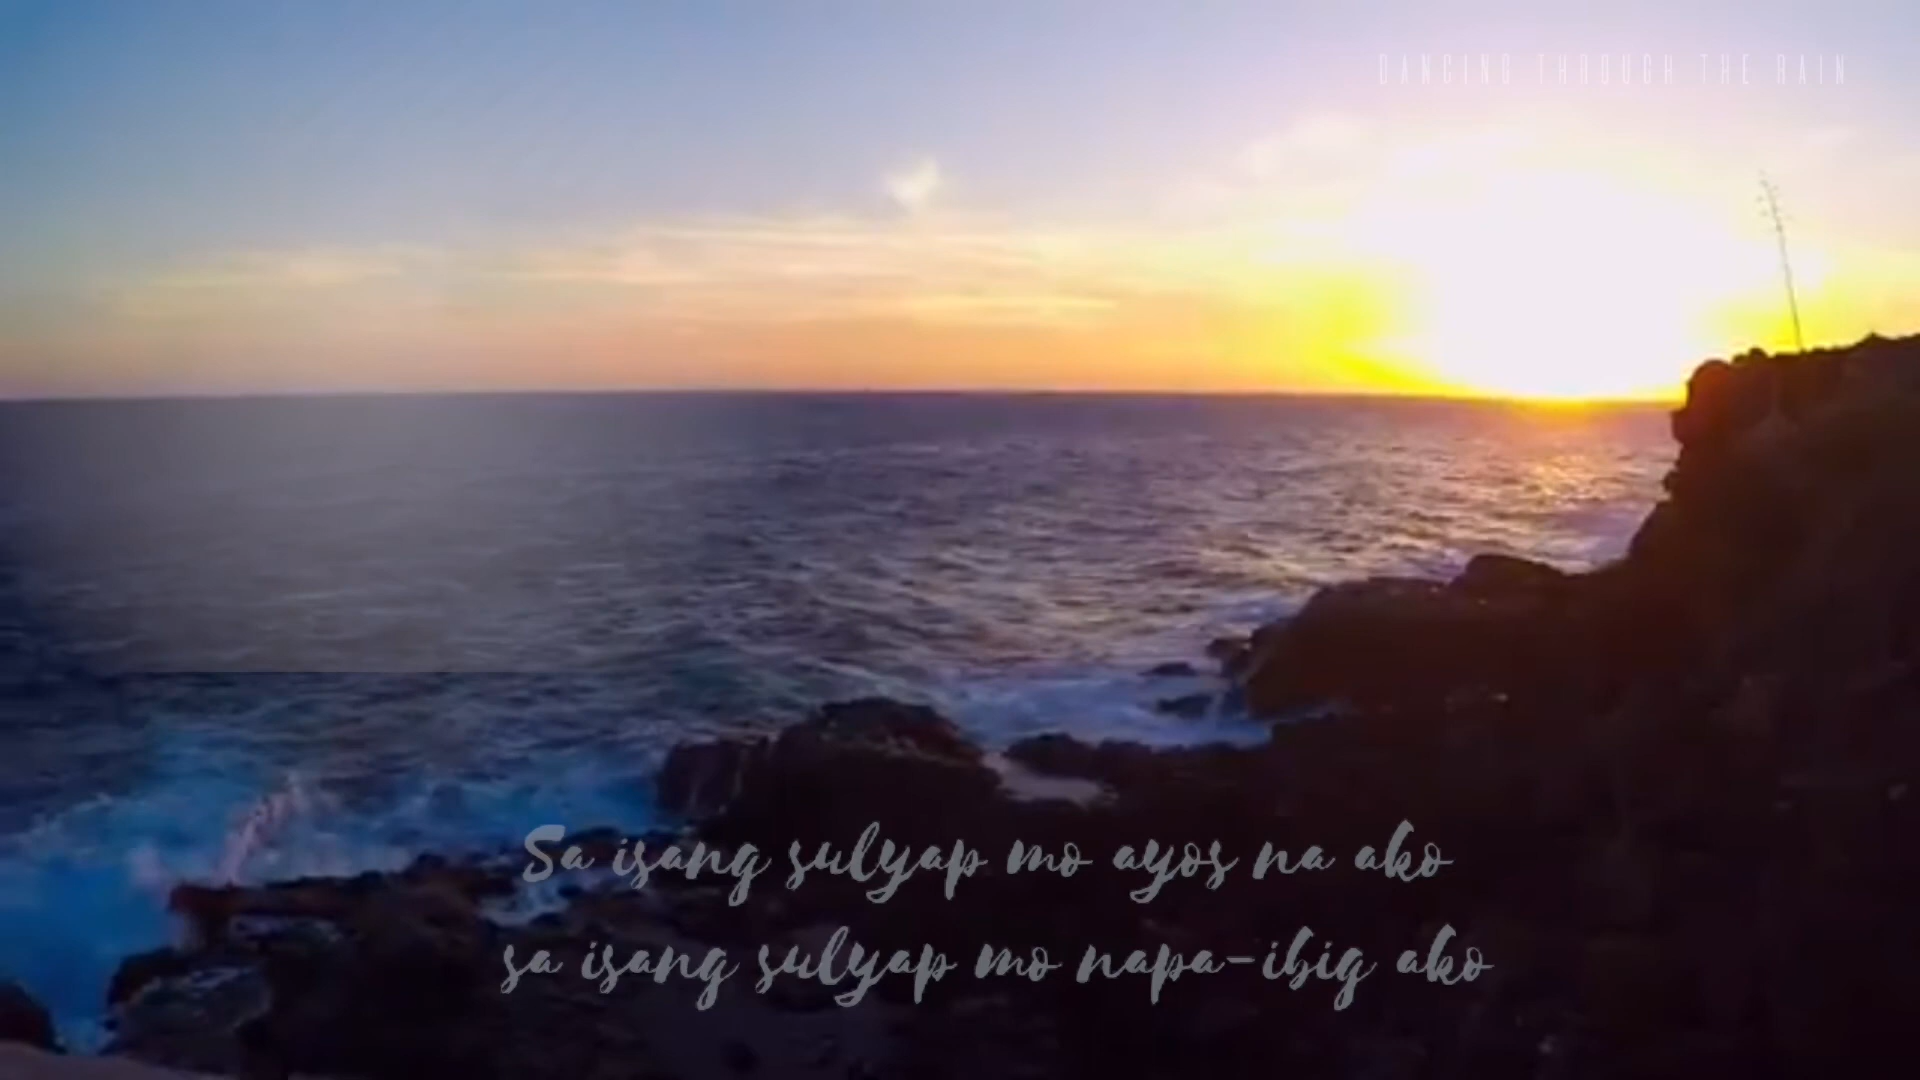 DANCING THROUGH THE RAIN
Sa isang sulyap mo ayos na ako
sa isang sulyap mo napa-ibig ako